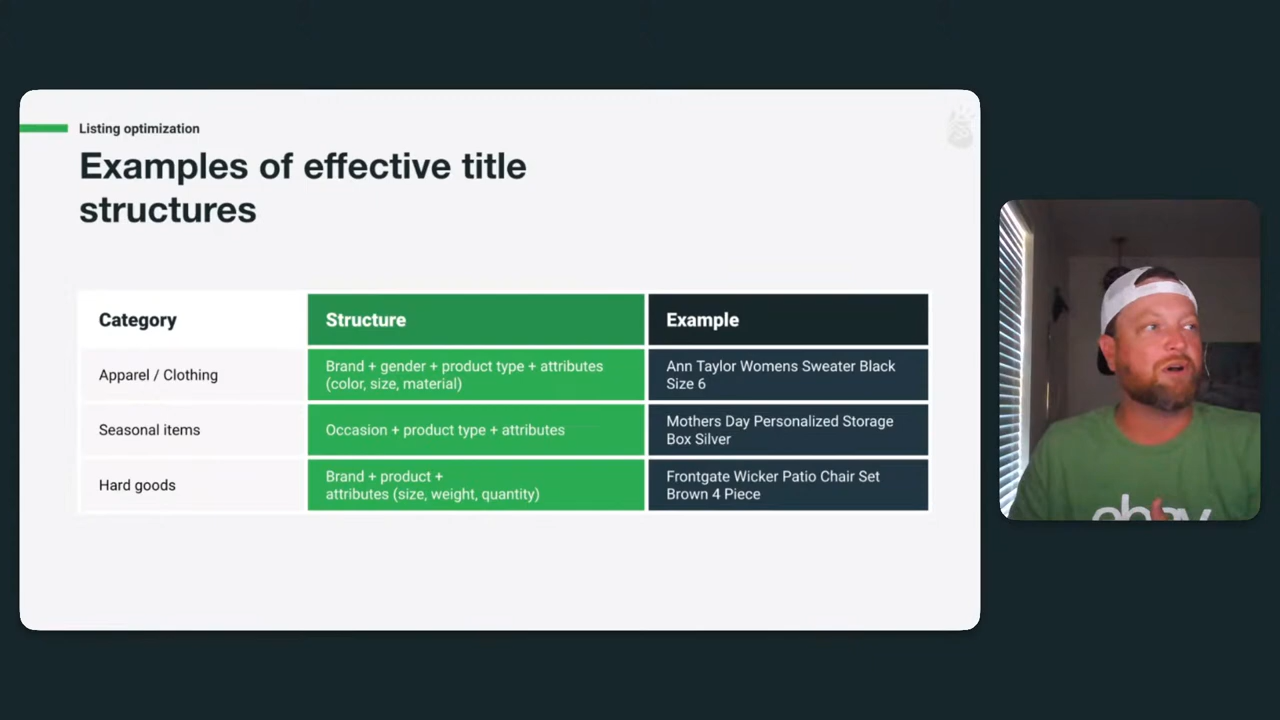 Listing optimization
Examples of effective title
structures
Category
Structure
Example
Apparel / Clothing
Brand + gender + product type + attributes
(color, size, material)
Ann Taylor Womens Sweater Black
Size 6
Seasonal items
Occasion + product type + attributes
Mothers Day Personalized Storage
Box Silver
Hard goods
Brand + product +
attributes (size, weight, quantity)
Frontgate Wicker Patio Chair Set
Brown 4 Piece
ebay